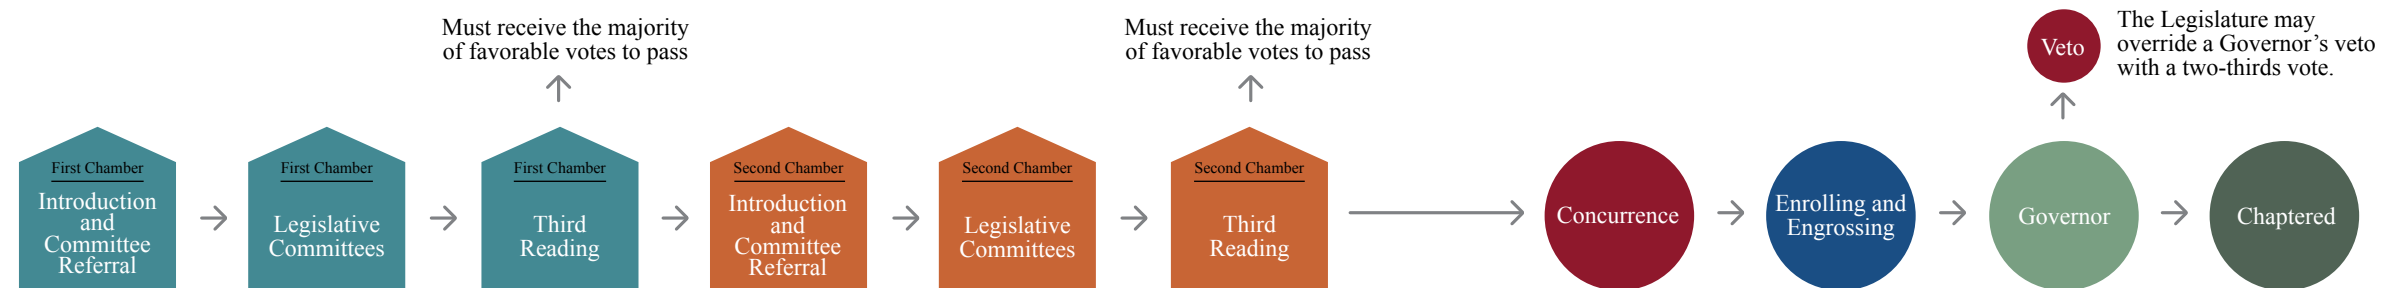 Must receive the majority
of favorable votes to pass
Must receive the majority
of favorable votes to pass
Veto
The Legislature may
override a Governor’s veto
with a two-thirds vote.
First Chamber
Introduction
and
Committee
Referral
First Chamber
Legislative
Committees
First Chamber
Third
Reading
Second Chamber
Introduction
and
Committee
Referral
Second Chamber
Legislative
Committees
Second Chamber
Third
Reading
Concurrence
Enrolling and
Engrossing
Governor
Chaptered